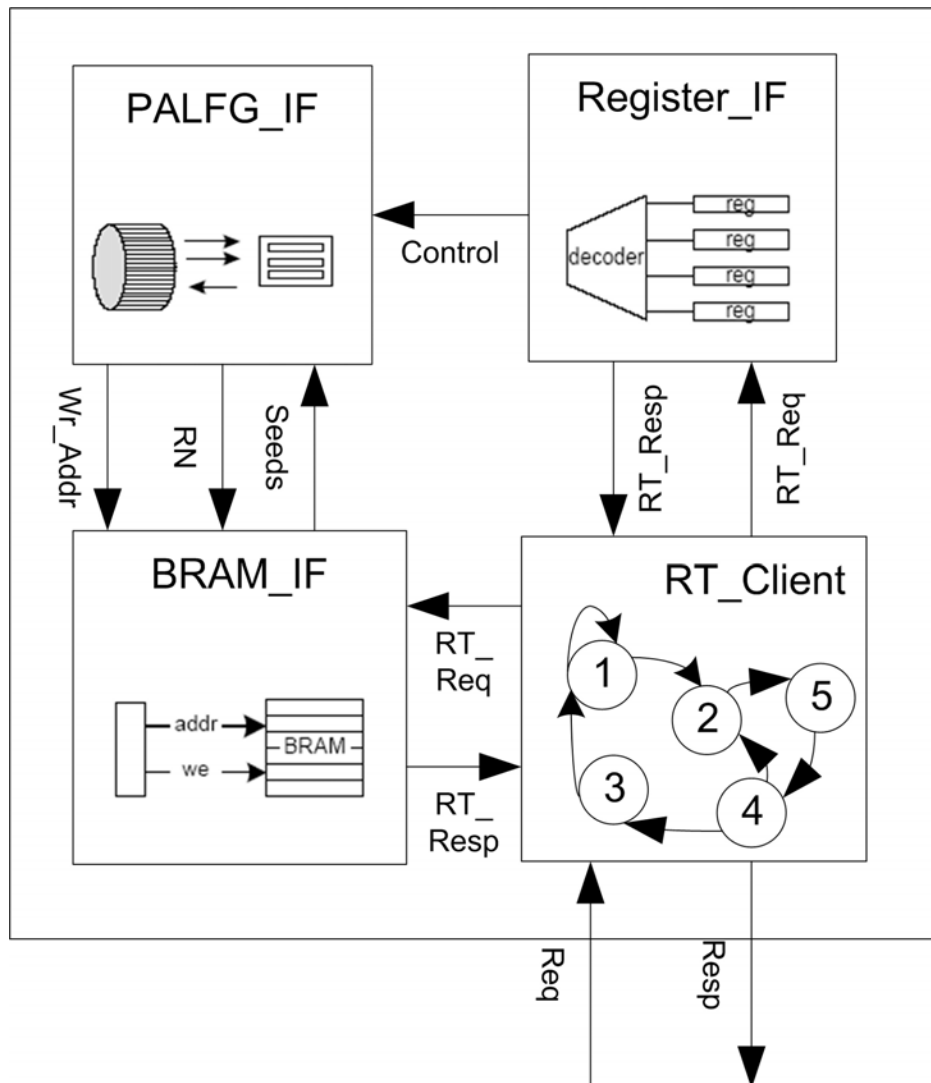 PALFG_IF
Register_IF
decoder
reg
reg
reg
reg
Control
Wr_Addr
RN
Seeds
RT_Resp
RT_Req
BRAM_IF
addr
we
BRAM
RT_
Req
RT_
Resp
RT_Client
1
2
5
3
4
Req
Resp